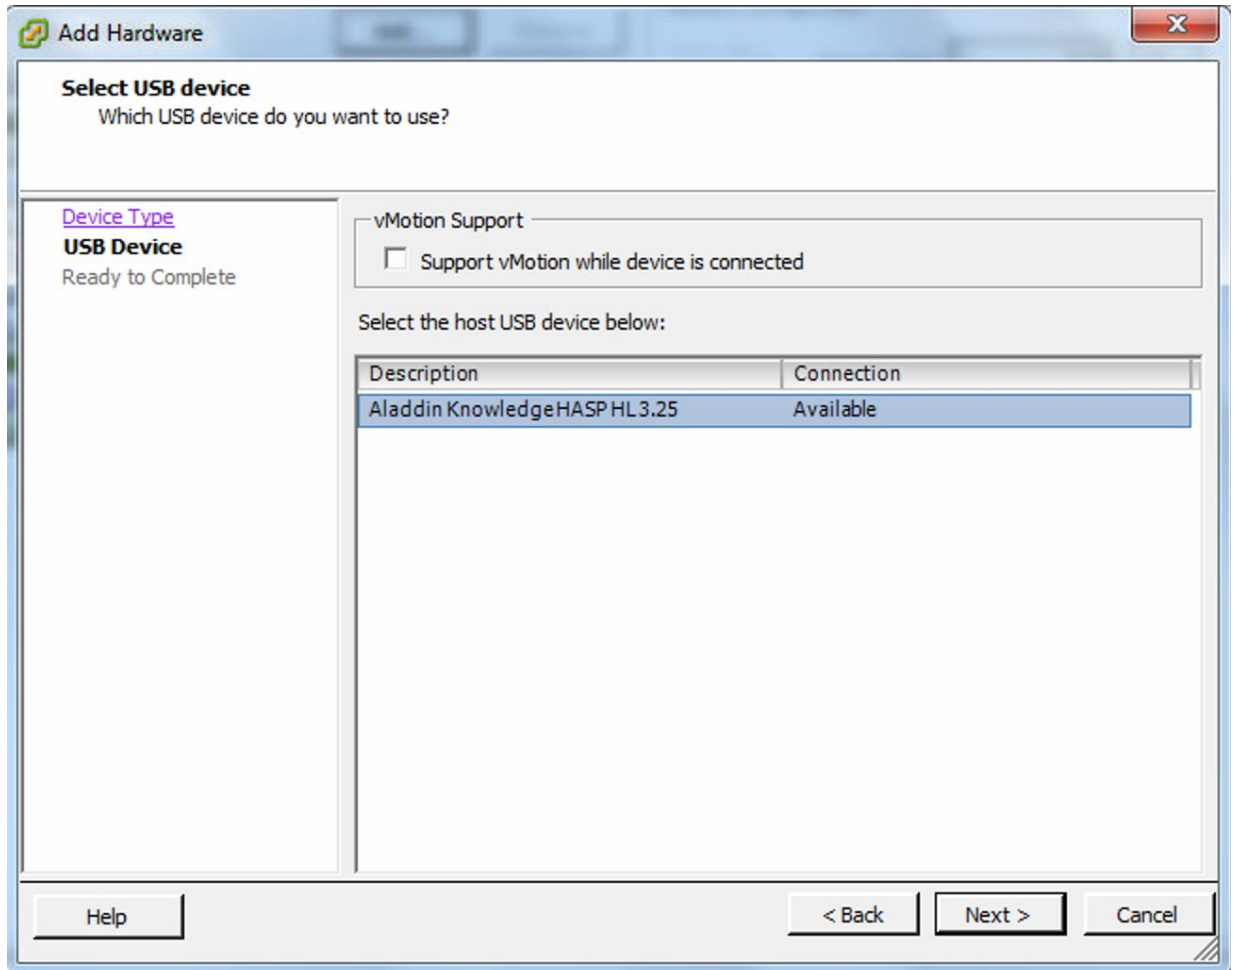 Add Hardware
Select USB device
Which USB device do you want to use?
Device Type
USB Device
Ready to Complete
vMotion Support
Support vMotion while device is connected
Select the host USB device below:
Description Connection
Aladdin Knowledge HASP HL 3.25 Available
Help < Back Next > Cancel